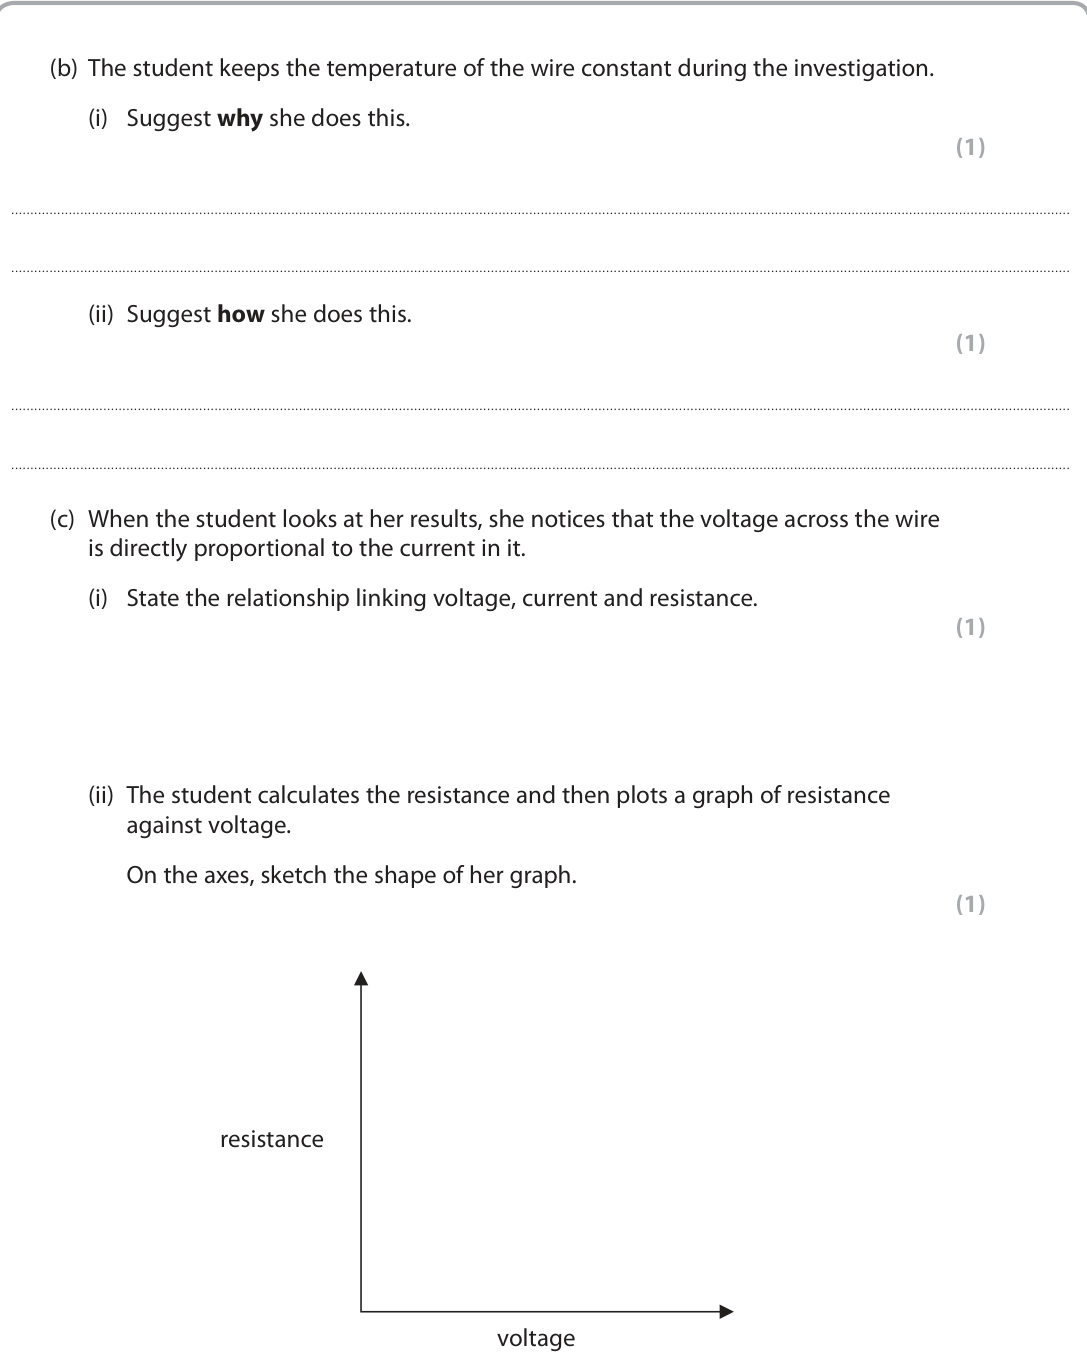 (b) The student keeps the temperature of the wire constant during the investigation.
(i) Suggest why she does this.
(1)
(ii) Suggest how she does this.
(1)
(c) When the student looks at her results, she notices that the voltage across the wire
is directly proportional to the current in it.
(i) State the relationship linking voltage, current and resistance.
(1)
(ii) The student calculates the resistance and then plots a graph of resistance
against voltage.
On the axes, sketch the shape of her graph.
(1)
resistance
voltage